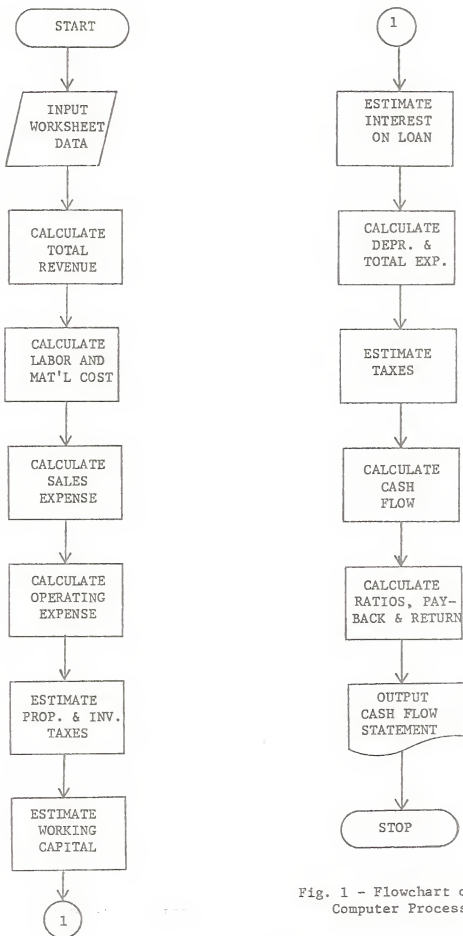 START
INPUT
WORKSHEET
DATA
CALCULATE
TOTAL
REVENUE
CALCULATE
LABOR AND
MAT'L COST
CALCULATE
SALES
EXPENSE
CALCULATE
OPERATING
EXPENSE
ESTIMATE
PROP. & INV.
TAXES
ESTIMATE
WORKING
CAPITAL
1
1
ESTIMATE
INTEREST
ON LOAN
CALCULATE
DEPR. &
TOTAL EXP.
ESTIMATE
TAXES
CALCULATE
CASH
FLOW
CALCULATE
RATIOS, PAY-
BACK & RETURN
OUTPUT
CASH FLOW
STATEMENT
STOP
Fig. 1 - Flowchart
Computer Process